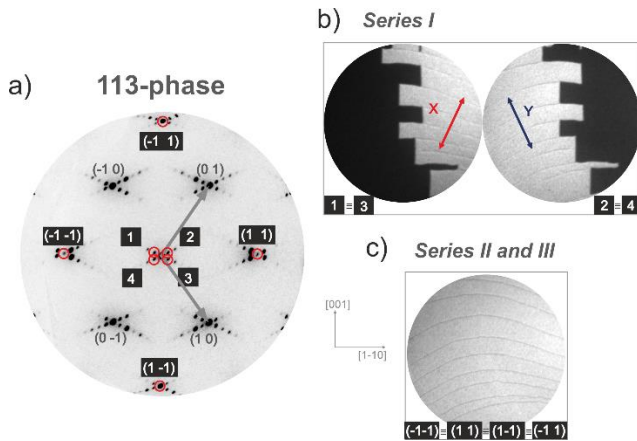 b) Series I
113-phase
a)
(-1 1)
(-1 0)
(0 1)
X
Y
1 ≡ 3
2 ≡ 4
(-1 -1)
1
2
(1 1)
4
3
c) Series II and III
[001]
[1-10]
(0 -1)
(1 0)
(1 -1)
(-1-1) ≡ (1 1) ≡ (1-1) ≡ (-1 1)